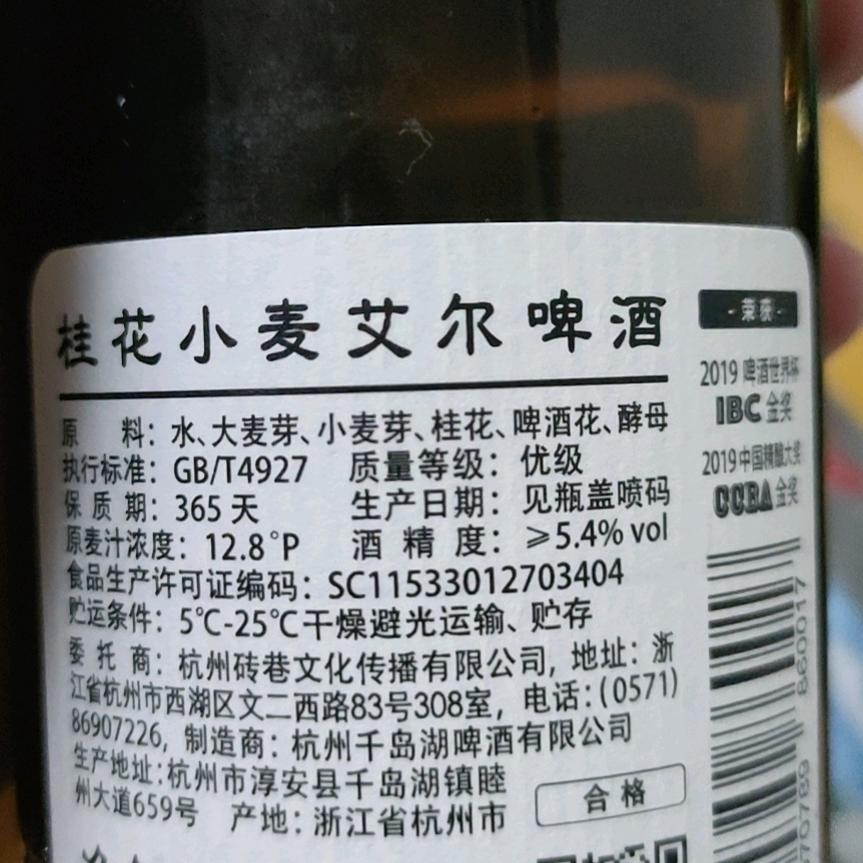 桂花小麦艾尔啤酒
原 料：水、大麦芽、小麦芽、桂花、啤酒花、酵母
执行标准：GB/T4927 质量等级：优级
保质期：365天 生产日期：见瓶盖喷码
原麦汁浓度：12.8°P 酒精度：≥5.4% vol
食品生产许可证编码：SC11533012703404
贮运条件：5℃-25℃干燥避光运输、贮存
委托商：杭州砖巷文化传播有限公司，地址：浙
江省杭州市西湖区文二西路83号308室，电话：(0571)
86907226，制造商：杭州千岛湖啤酒有限公司
生产地址：杭州市淳安县千岛湖镇睦
州大道659号 产地：浙江省杭州市
合格
·荣获·
2019 啤酒世界杯
IBC 金奖
2019中国精酿大奖
CCBA 金奖
860017